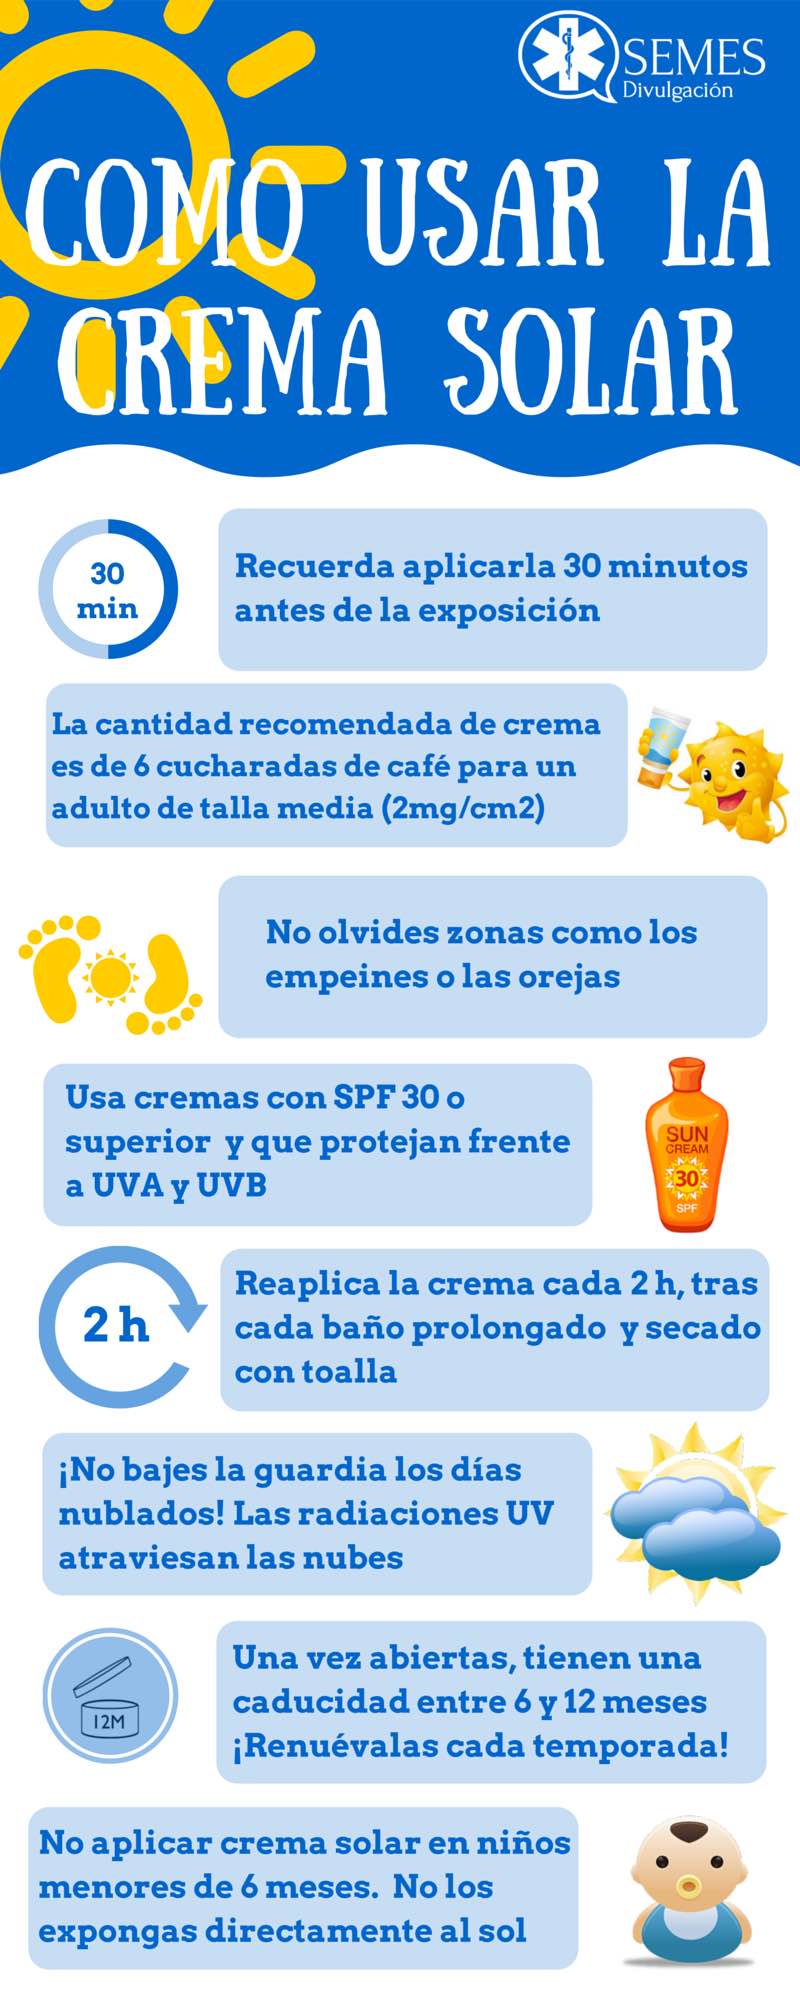 SEMES
Divulgación
COMO USAR LA
CREMA SOLAR
30
min
Recuerda aplicarla 30 minutos
antes de la exposición
La cantidad recomendada de crema
es de 6 cucharadas de café para un
adulto de talla media (2mg/cm2)
No olvides zonas como los
empeines o las orejas
Usa cremas con SPF 30 o
superior y que protejan frente
a UVA y UVB
SUN
CREAM
30
SPF
2 h
Reaplica la crema cada 2 h, tras
cada baño prolongado y secado
con toalla
¡No bajes la guardia los días
nublados! Las radiaciones UV
atraviesan las nubes
12M
Una vez abiertas, tienen una
caducidad entre 6 y 12 meses
¡Renuévalas cada temporada!
No aplicar crema solar en niños
menores de 6 meses. No los
expongas directamente al sol